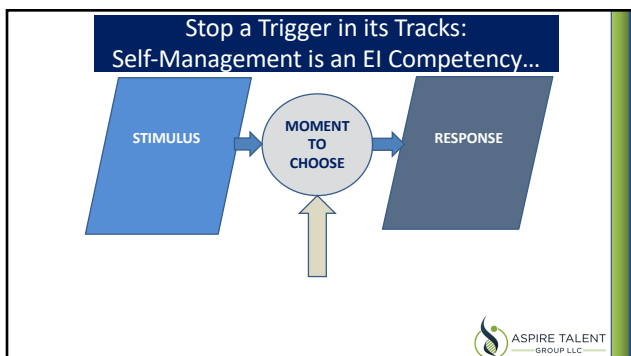 Stop a Trigger in its Tracks:
Self-Management is an EI Competency…
STIMULUS
MOMENT
TO
CHOOSE
RESPONSE
ASPIRE TALENT
GROUP LLC